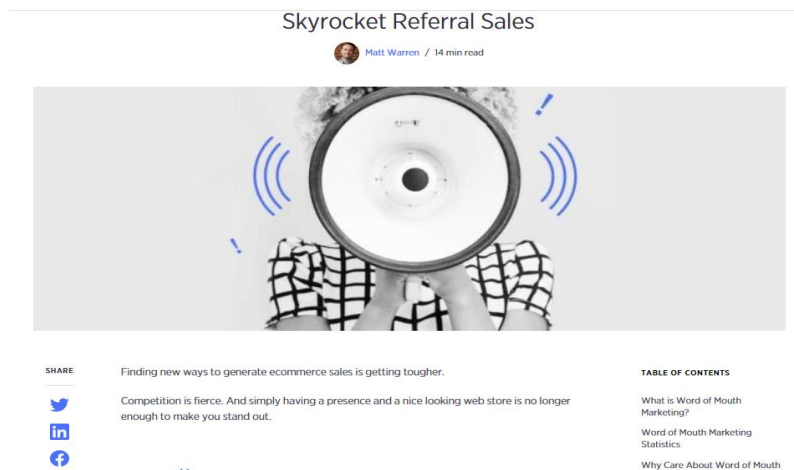 Skyrocket Referral Sales
Matt Warren / 14 min read
SHARE
Finding new ways to generate ecommerce sales is getting tougher.
Competition is fierce. And simply having a presence and a nice looking web store is no longer
enough to make you stand out.
TABLE OF CONTENTS
What is Word of Mouth
Marketing?
Word of Mouth Marketing
Statistics
Why Care About Word of Mouth